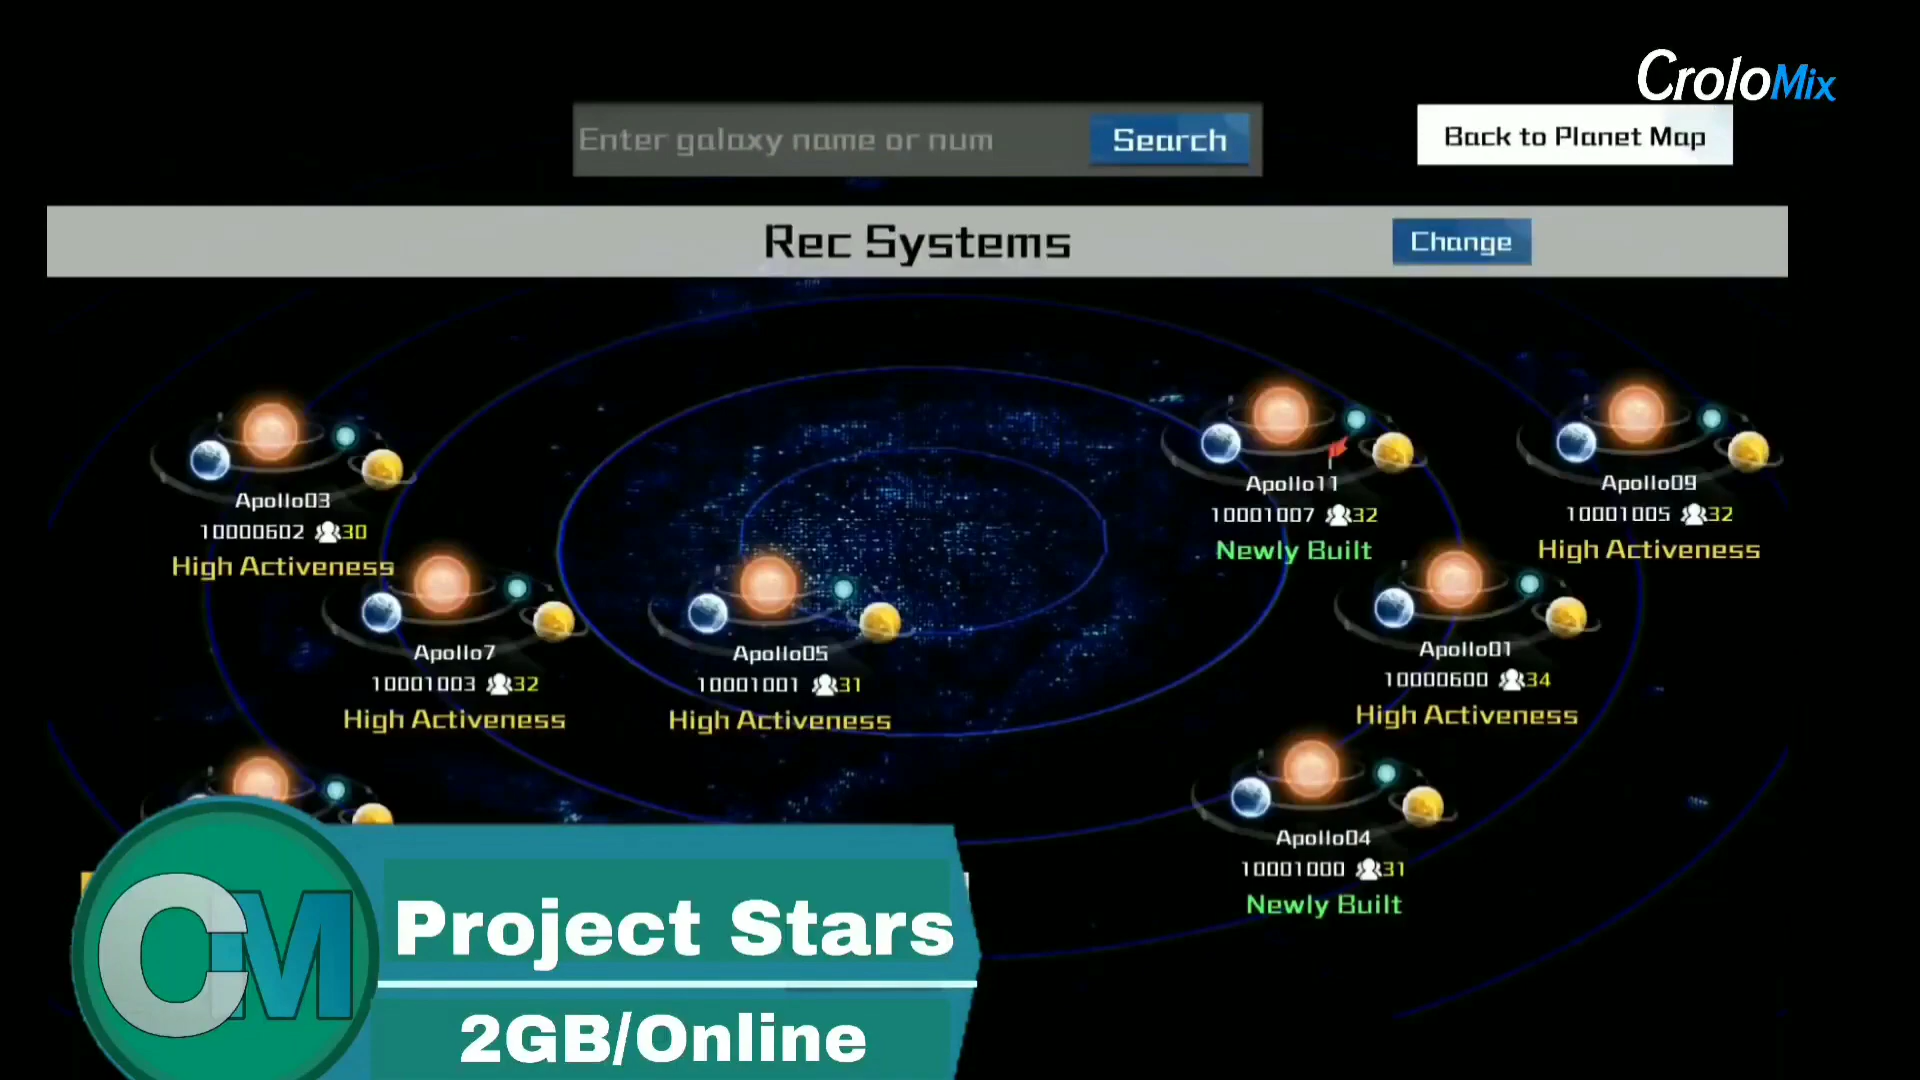 CroloMix
Enter galaxy name or num
Search
Back to Planet Map
Rec Systems
Change
Apollo03
10000602 30
High Activeness
Apollo11
10001007 32
Newly Built
Apollo09
10001005 32
High Activeness
Apollo7
10001003 32
High Activeness
Apollo05
10001001 31
High Activeness
Apollo01
10000600 34
High Activeness
Apollo04
10001000 31
Newly Built
CM
Project Stars
2GB/Online